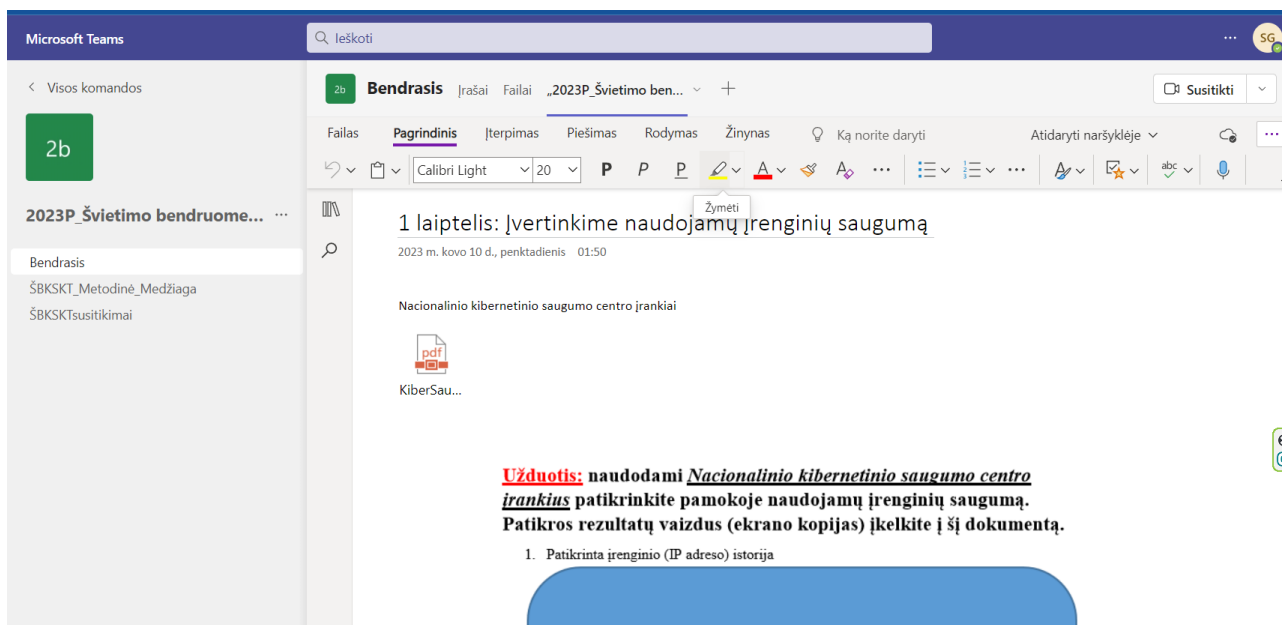 Microsoft Teams
Ieškoti
SG
Visos komandos
2b
2023P_Švietimo bendruome...
Bendrasis
ŠBKSKT_Metodinė_Medžiaga
ŠBKSKTsusitikimai
2b Bendrasis Įrašai Failai „2023P_Švietimo ben...
Susitikti
Failas Pagrindinis Įterpimas Piešimas Rodymas Žinynas Ką norite daryti Atidaryti naršyklėje
Calibri Light 20 P P P A A abc
Žymėti
1 laiptelis: Įvertinkime naudojamų įrenginių saugumą
2023 m. kovo 10 d., penktadienis 01:50
Nacionalinio kibernetinio saugumo centro įrankiai
pdf
KiberSau...
Užduotis: naudodami Nacionalinio kibernetinio saugumo centro
įrankius patikrinkite pamokoje naudojamų įrenginių saugumą.
Patikros rezultatų vaizdus (ekrano kopijas) įkelkite į šį dokumentą.
1. Patikrinta įrenginio (IP adreso) istorija